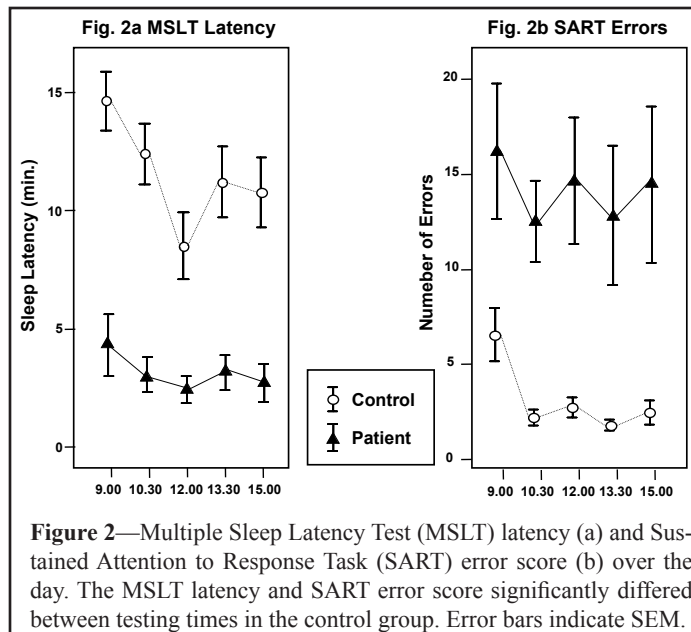 Fig. 2a MSLT Latency
Sleep Latency (min.)
15
10
5
0
9.00 10.30 12.00 13.30 15.00
Control
Patient
Fig. 2b SART Errors
Numeber of Errors
20
15
10
5
0
9.00 10.30 12.00 13.30 15.00
Figure 2—Multiple Sleep Latency Test (MSLT) latency (a) and Sus-
tained Attention to Response Task (SART) error score (b) over the
day. The MSLT latency and SART error score significantly differed
between testing times in the control group. Error bars indicate SEM.